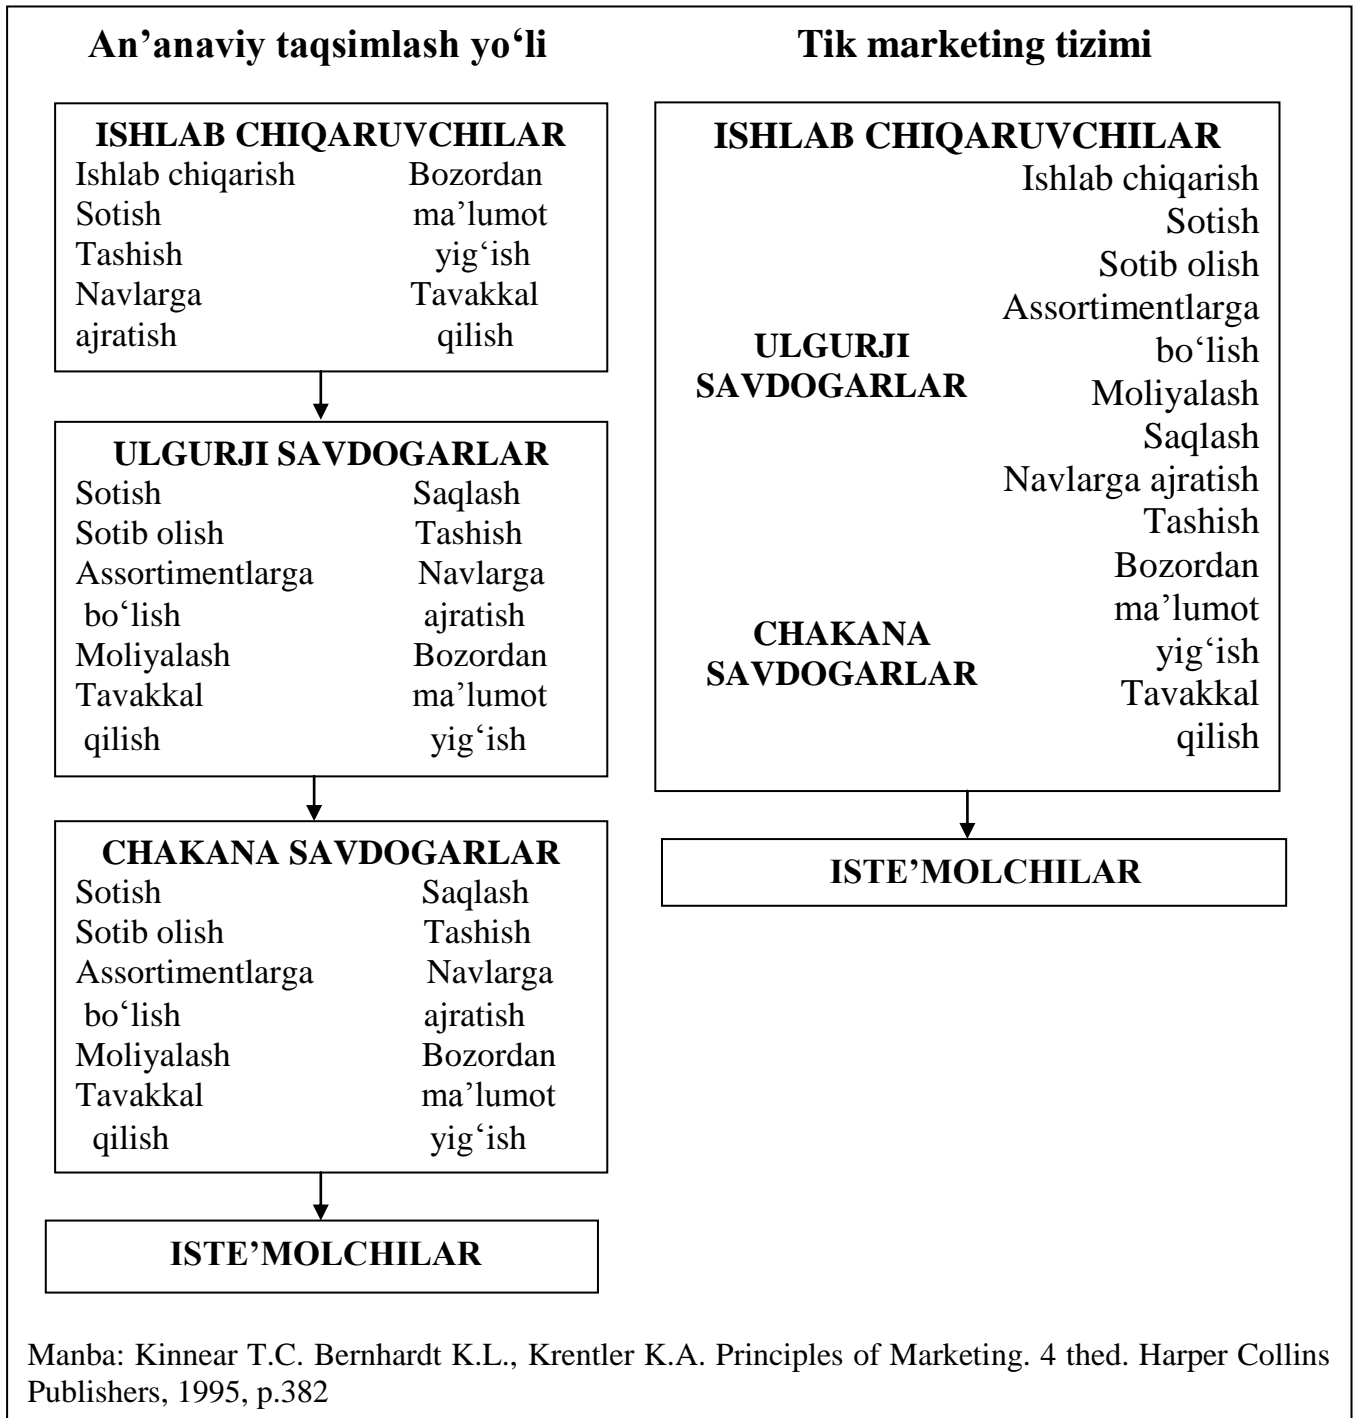 An’anaviy taqsimlash yo‘li
ISHLAB CHIQARUVCHILAR
Ishlab chiqarish Bozordan
Sotish ma’lumot
Tashish yig‘ish
Navlarga Tavakkal
ajratish qilish
ULGURJI SAVDOGARLAR
Sotish Saqlash
Sotib olish Tashish
Assortimentlarga Navlarga
bo‘lish ajratish
Moliyalash Bozordan
Tavakkal ma’lumot
qilish yig‘ish
CHAKANA SAVDOGARLAR
Sotish Saqlash
Sotib olish Tashish
Assortimentlarga Navlarga
bo‘lish ajratish
Moliyalash Bozordan
Tavakkal ma’lumot
qilish yig‘ish
ISTE’MOLCHILAR
Tik marketing tizimi
ISHLAB CHIQARUVCHILAR
Ishlab chiqarish
Sotish
Sotib olish
Assortimentlarga
bo‘lish
Moliyalash
Saqlash
Navlarga ajratish
Tashish
Bozordan
ma’lumot
yig‘ish
Tavakkal
qilish
ULGURJI
SAVDOGARLAR
CHAKANA
SAVDOGARLAR
ISTE’MOLCHILAR
Manba: Kinnear T.C. Bernhardt K.L., Krentler K.A. Principles of Marketing. 4 thed. Harper Collins
Publishers, 1995, p.382